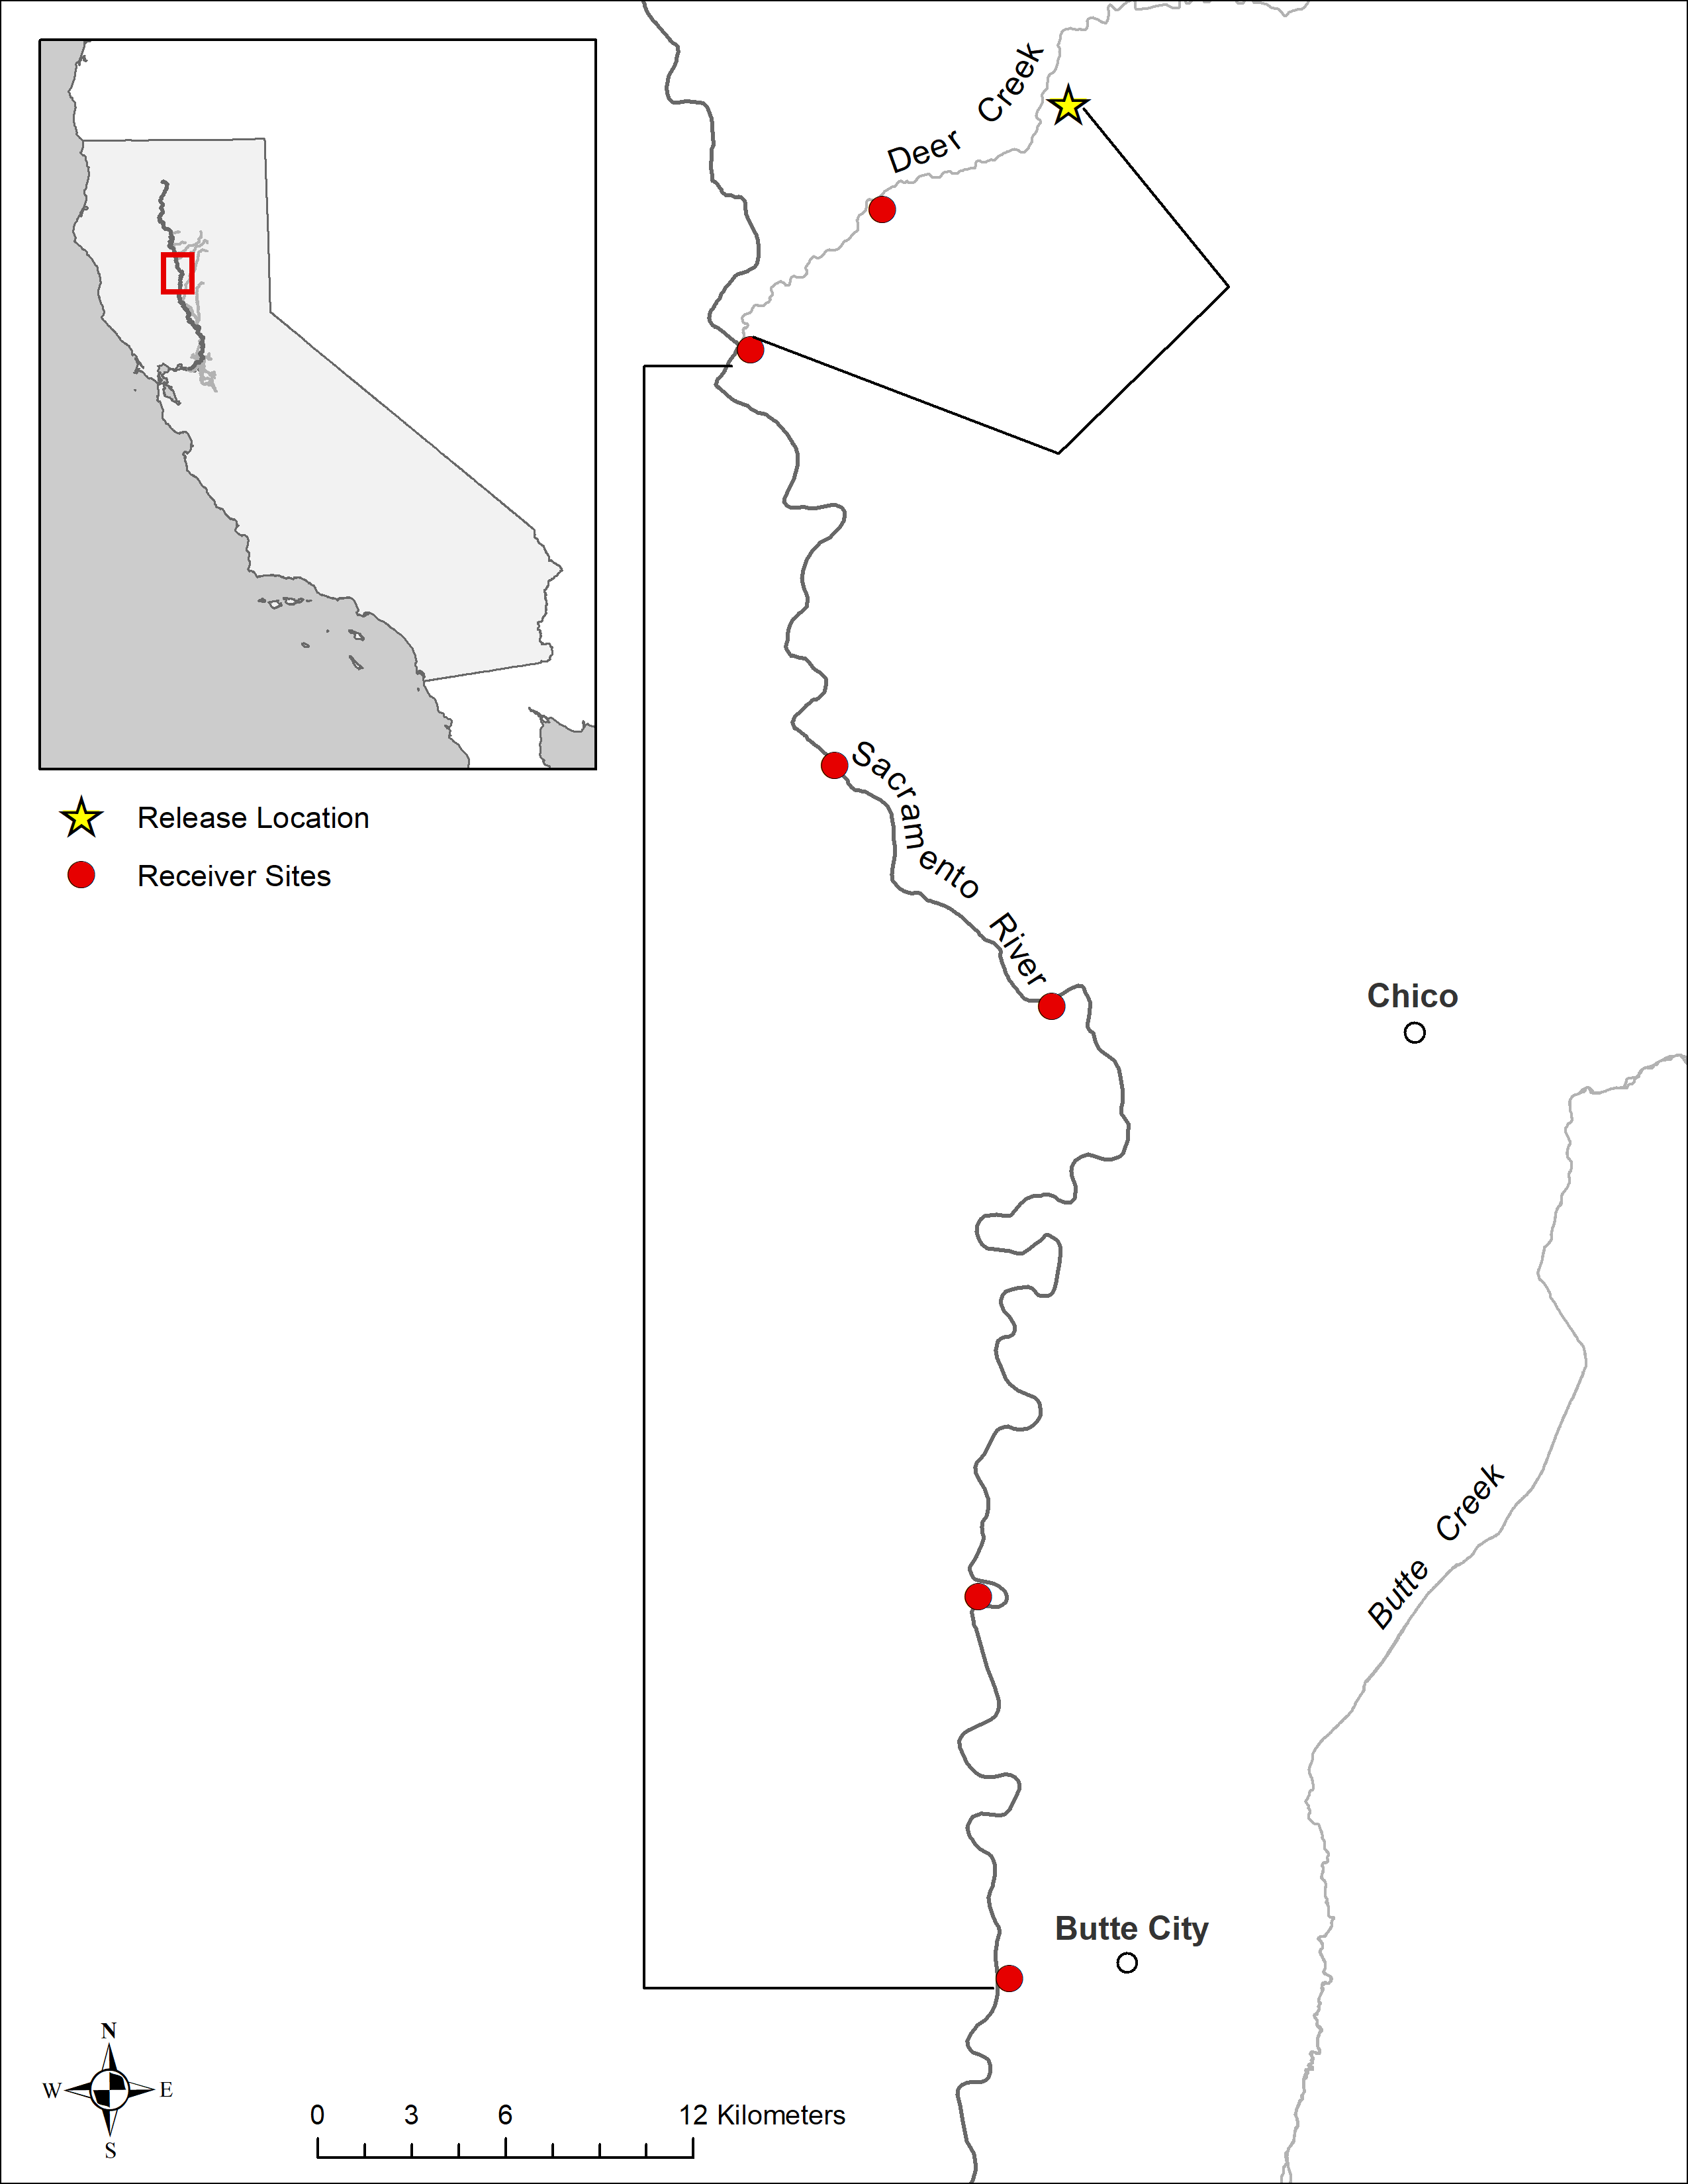 Deer Creek
Release Location
Receiver Sites
Sacramento River
Chico
Butte Creek
Butte City
N
W E
S
0 3 6 12 Kilometers